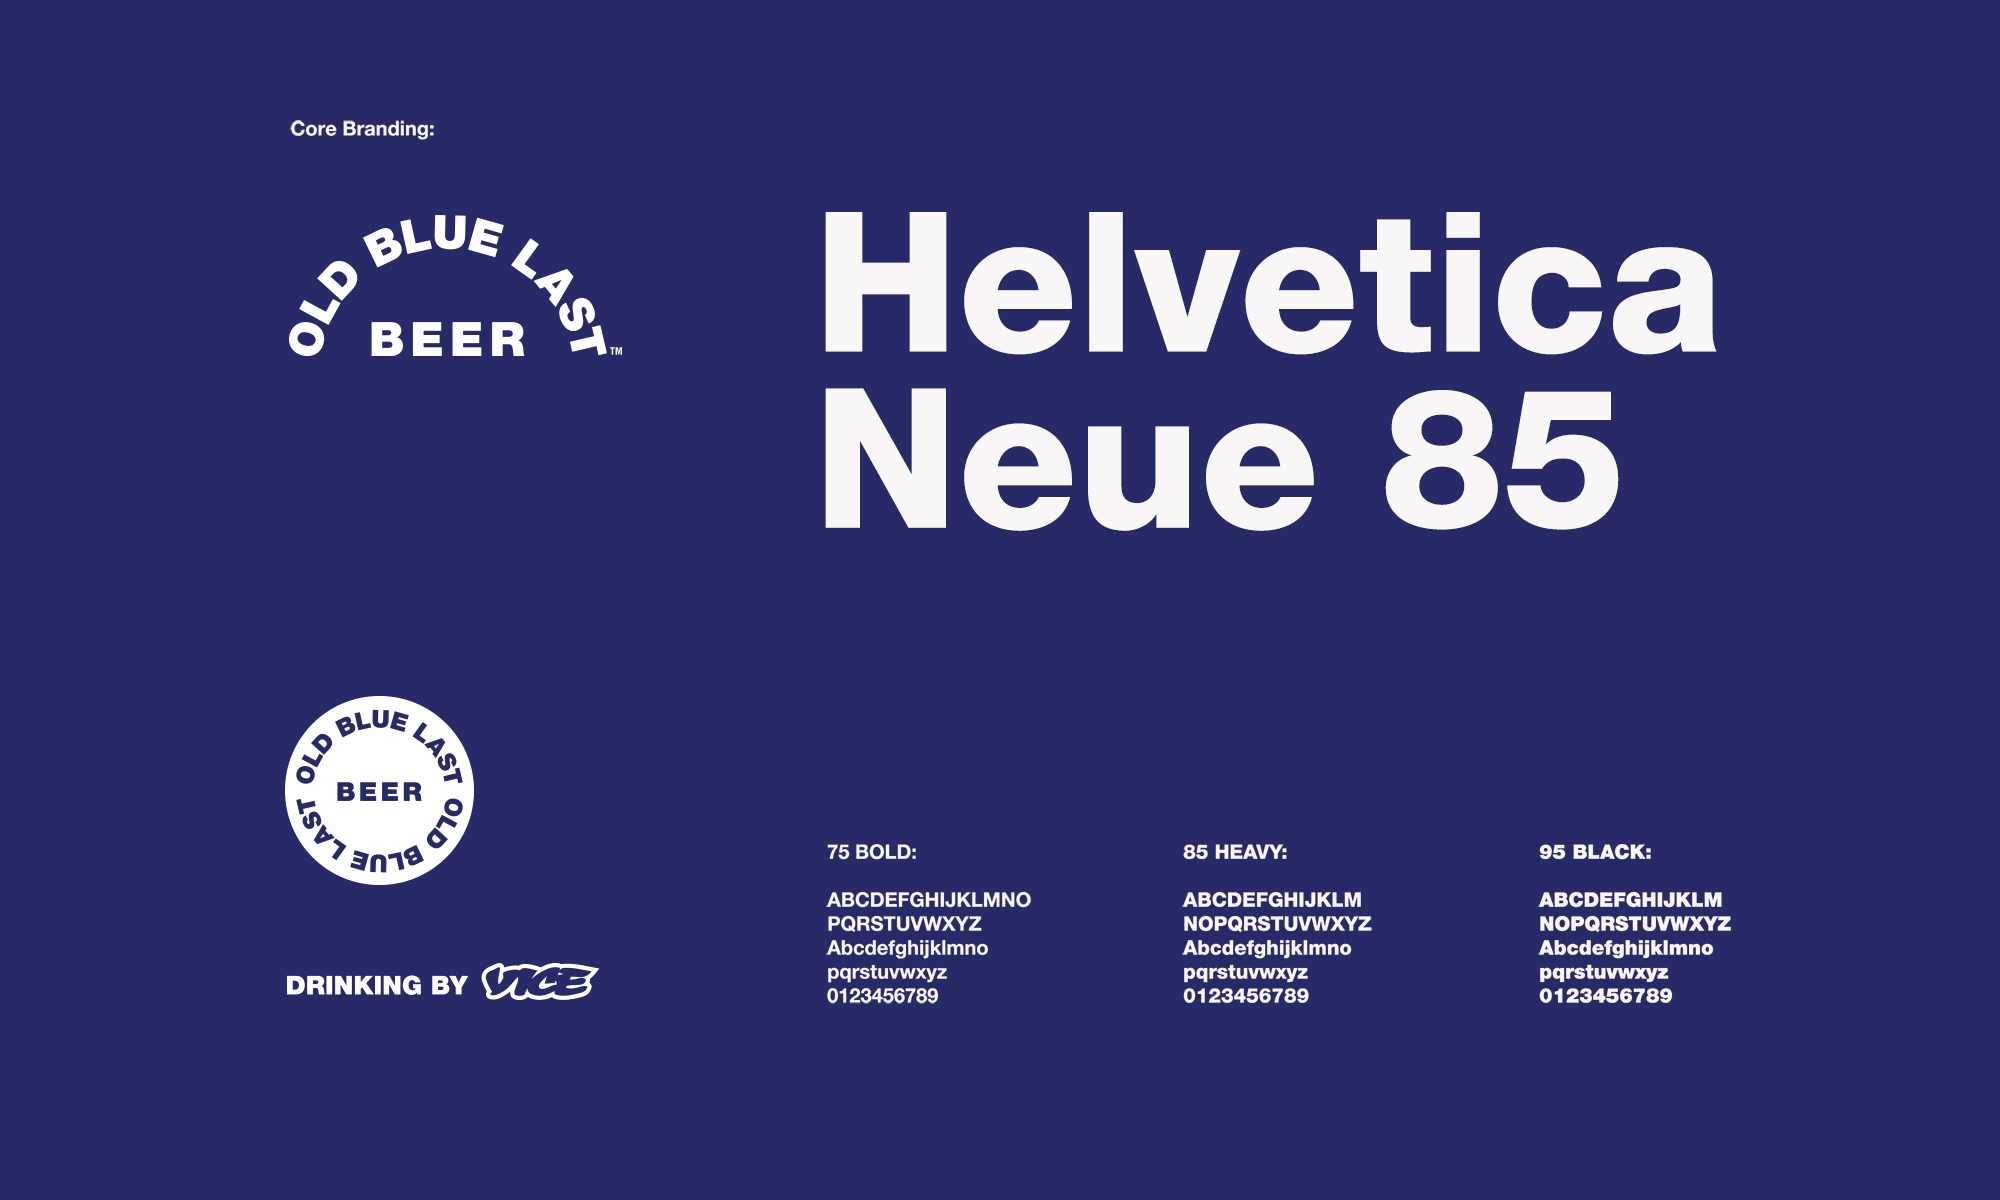 Core Branding:
OLD BLUE LAST
BEER
TM
Helvetica
Neue 85
OLD BLUE LAST OLD BLUE LAST
BEER
DRINKING BY VICE
75 BOLD:
ABCDEFGHIJKLMNO
PQRSTUVWXYZ
Abcdefghijklmno
pqrstuvwxyz
0123456789
85 HEAVY:
ABCDEFGHIJKLM
NOPQRSTUVWXYZ
Abcdefghijklmno
pqrstuvwxyz
0123456789
95 BLACK:
ABCDEFGHIJKLM
NOPQRSTUVWXYZ
Abcdefghijklmno
pqrstuvwxyz
0123456789